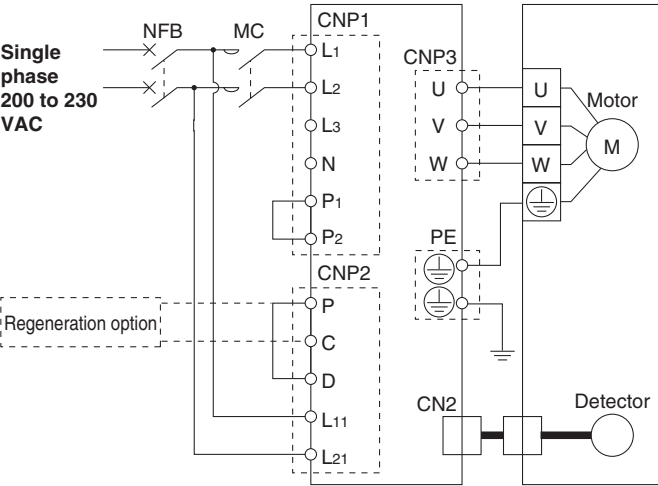 Single
phase
200 to 230
VAC
NFB
MC
CNP1
L1
L2
L3
N
P1
P2
CNP2
P
C
D
L11
L21
Regeneration option
CNP3
U
V
W
PE
CN2
U
V
W
Motor
M
Detector